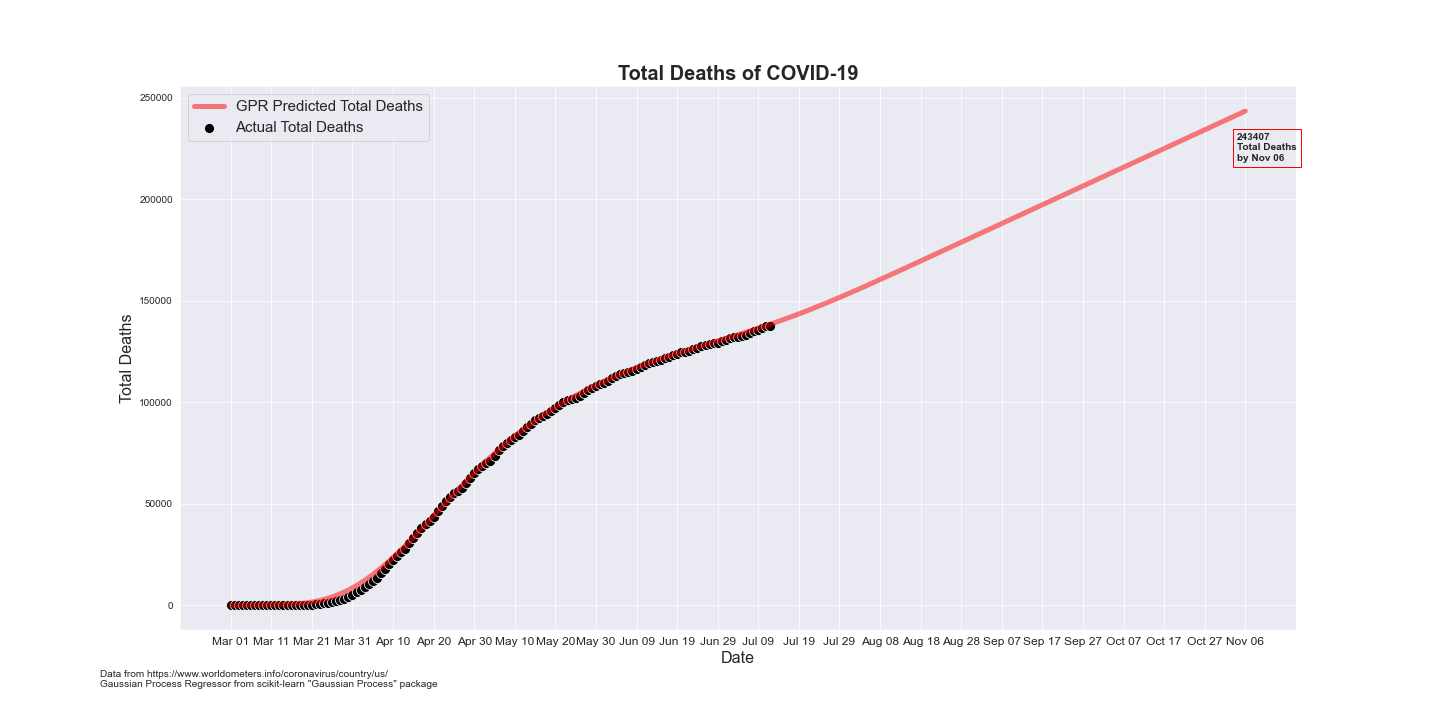 Total Deaths of COVID-19
GPR Predicted Total Deaths
Actual Total Deaths
250000
200000
150000
100000
50000
0
Total Deaths
243407
Total Deaths
by Nov 06
Mar 01 Mar 11 Mar 21 Mar 31 Apr 10 Apr 20 Apr 30 May 10 May 20 May 30 Jun 09 Jun 19 Jun 29 Jul 09 Jul 19 Jul 29 Aug 08 Aug 18 Aug 28 Sep 07 Sep 17 Sep 27 Oct 07 Oct 17 Oct 27 Nov 06
Date
Data from https://www.worldometers.info/coronavirus/country/us/
Gaussian Process Regressor from scikit-learn "Gaussian Process" package